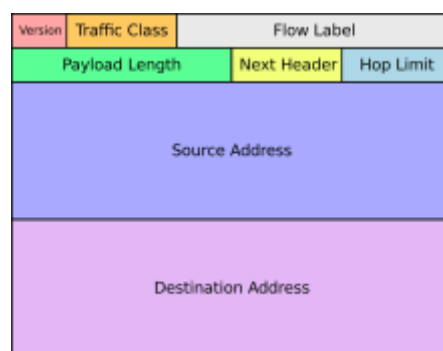 Version Traffic Class Flow Label
Payload Length Next Header Hop Limit
Source Address
Destination Address